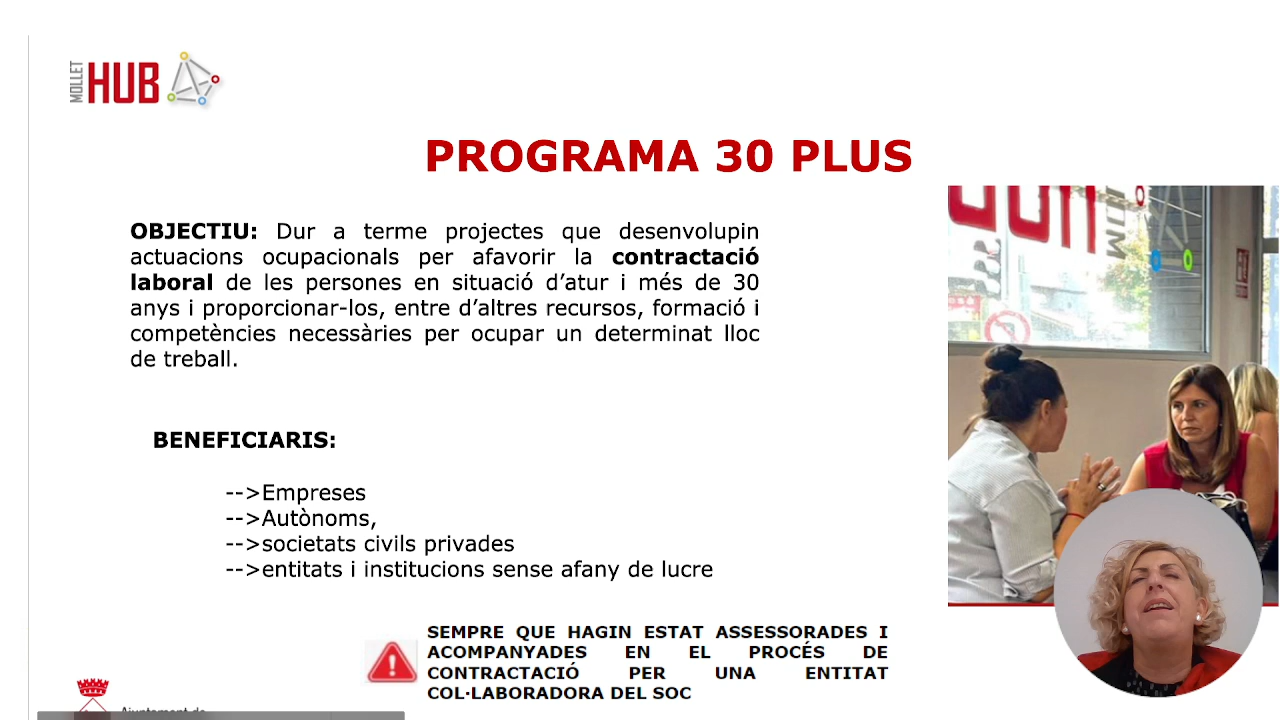 MOLLET
HUB
PROGRAMA 30 PLUS
OBJECTIU: Dur a terme projectes que desenvolupin
actuacions ocupacionals per afavorir la contractació
laboral de les persones en situació d’atur i més de 30
anys i proporcionar-los, entre d’altres recursos, formació i
competències necessàries per ocupar un determinat lloc
de treball.
BENEFICIARIS:
-->Empreses
-->Autònoms,
-->societats civils privades
-->entitats i institucions sense afany de lucre
SEMPRE QUE HAGIN ESTAT ASSESSORADES I
ACOMPANYADES EN EL PROCÉS DE
CONTRACTACIÓ PER UNA ENTITAT
COL·LABORADORA DEL SOC
Ajuntament de